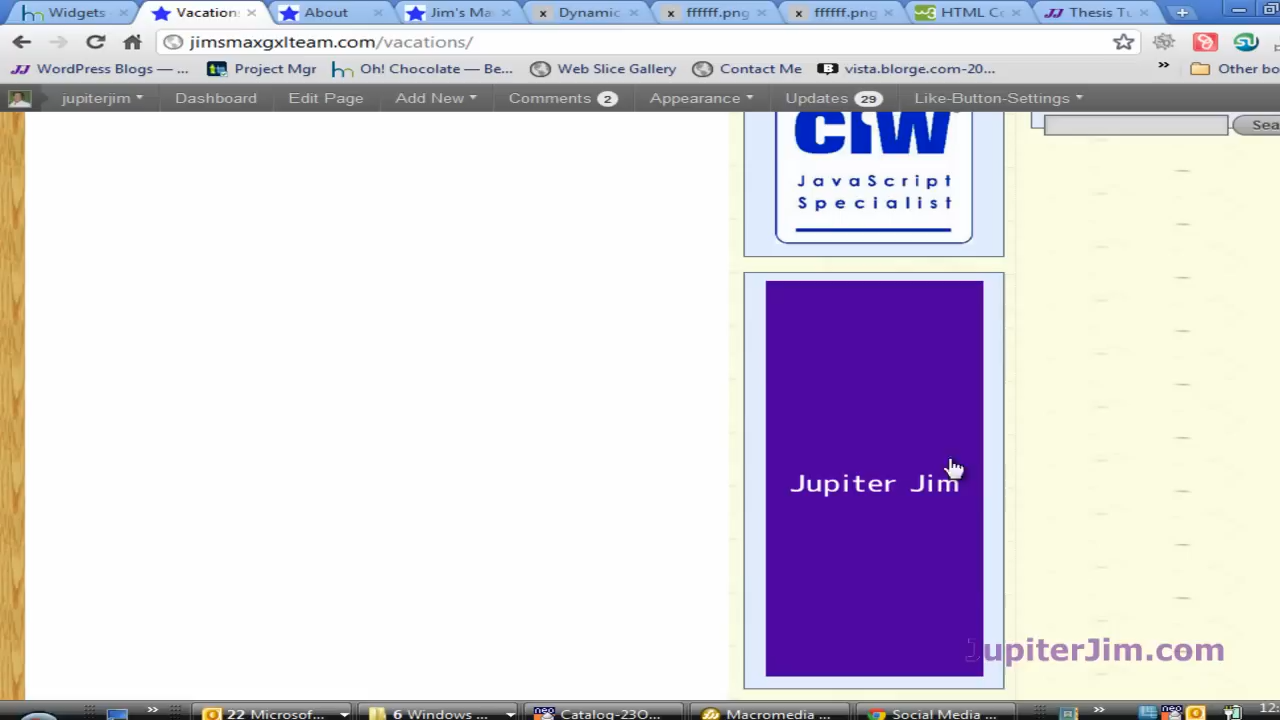 Widgets
Vacation
About
Jim's Ma
Dynamic
ffffff.png
ffffff.png
HTML Co
Thesis Tu
jimsmaxgxlteam.com/vacations/
WordPress Blogs — ...
Project Mgr
Oh! Chocolate — Be...
Web Slice Gallery
Contact Me
vista.blorge.com-20...
»
Other bo
jupiterjim
Dashboard
Edit Page
Add New
Comments 2
Appearance
Updates 29
Like-Button-Settings
Sea
CIW
JavaScript
Specialist
Jupiter Jim
JupiterJim.com
22 Microsof...
6 Windows ...
Catalog-23O...
Macromedia ...
Social Media ...
»
12: